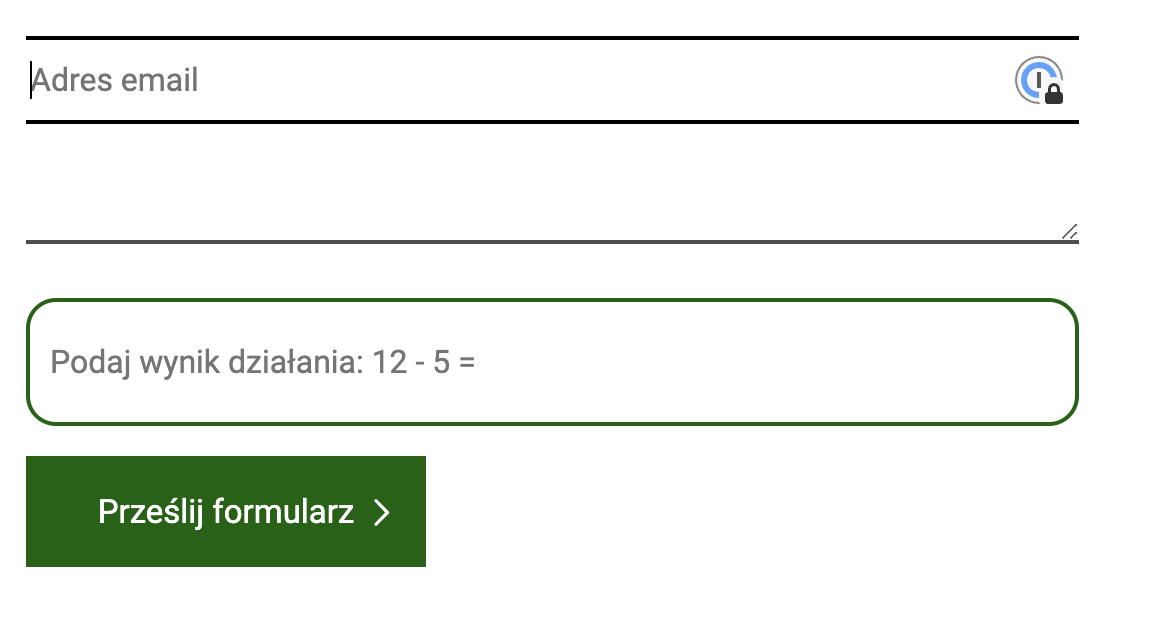 Adres email
Podaj wynik działania: 12 - 5 =
Prześlij formularz